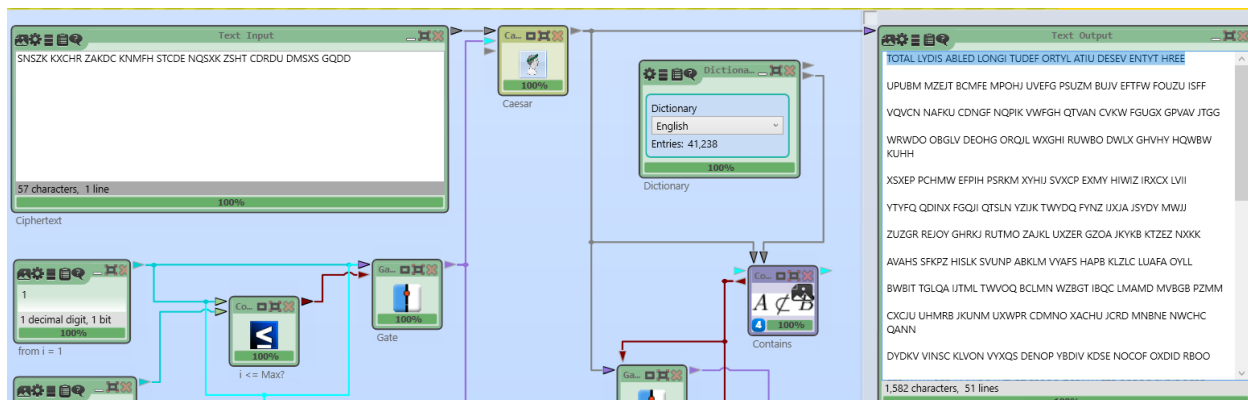 Text Input
SNSZK KXCHR ZAKDC KNMFH STCDE NQSXK ZSHT CDRDU DMSXS GQDD
57 characters, 1 line
100%
Ciphertext
Ca...
100%
Caesar
Dictiona...
Dictionary
English
Entries: 41,238
100%
Dictionary
Text Output
TOTAL LYDIS ABLED LONGI TUDEF ORTYL ATIU DESEV ENTYT HREE
UPUBM MZEJT BCMFE MPOHJ UVEFG PSUZM BUJV EFTFW FOUZU ISFF
VQVCN NAFKU CDNGF NQPIK VWFGH QTVAN CVKW FGUGX GPVAV JTGG
WRWDO OBGLV DEOHG ORQJL WXGHI RUWBO DWLX GHVHY HQWBW
KUHH
XSXEP PCHMW EFPIH PSRKM XYHIJ SVXCP EXMY HIWIZ IRXCX LVII
YTYFQ QDINX FGQJI QTSLN YZIJK TWYDQ FYNZ IJXJA JSYDY MWJJ
ZUZGR REJOY GHRKJ RUTMO ZAJKL UXZER GZOA JKYKB KTZEZ NXKK
AVAHS SFKPZ HISLK SVUNP ABKLM VYAFS HAPB KLZLC LUAFA OYLL
BWBIT TGLQA IJTML TWVOQ BCLMN WZBGT IBQC LMAMD MVBGB PZMM
CXCJU UHMRB JKUNM UXWPR CDMNO XACHU JCRD MNBNE NWCHC
QANN
DYDKV VINSC KLVON VYXQS DENOP YBDIV KDSE NOCOF OXDID RBOO
1,582 characters, 51 lines
1
1 decimal digit, 1 bit
100%
from i = 1
Co...
≤
100%
i <= Max?
Ga...
100%
Gate
Co...
A ⊄ B
4
100%
Contains
Ga...